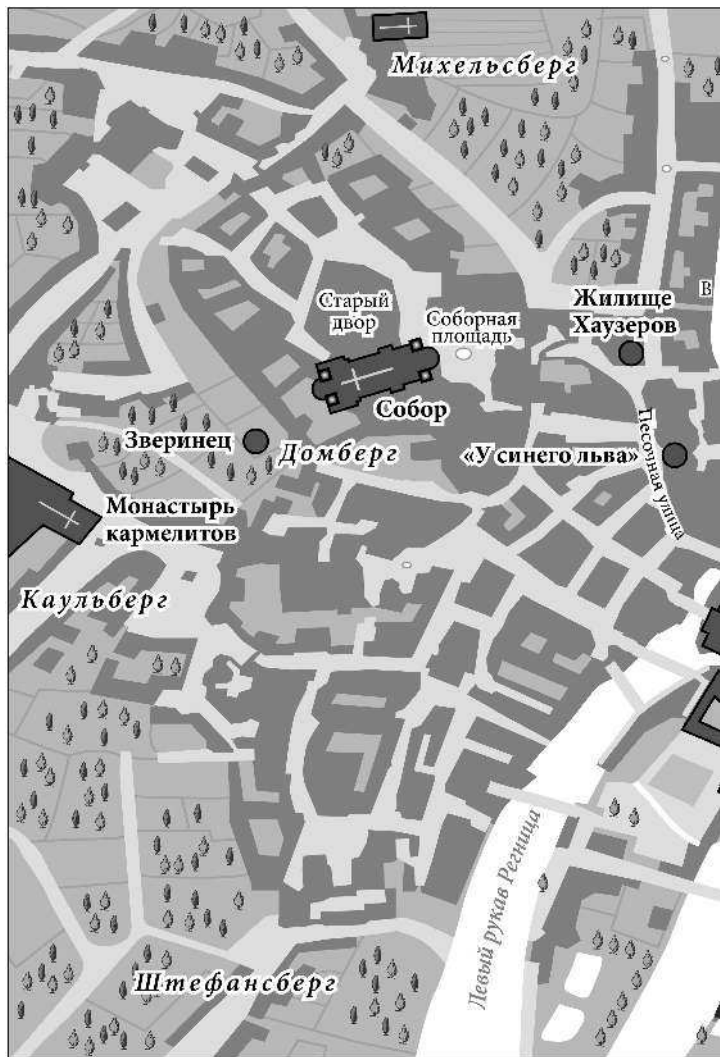 Михельсберг
Жилище
Хаузеров
В
Старый
двор
Соборная
площадь
Собор
Зверинец
Домберг
«У синего льва»
Песочная улица
Монастырь
кармелитов
Каульберг
Левый рукав Регница
Штефансберг